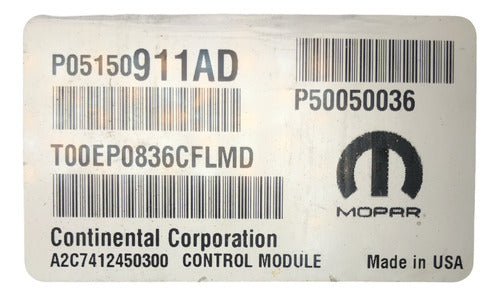 P05150911AD
P50050036
T00EP0836CFLMD
MOPAR
Continental Corporation
A2C7412450300 CONTROL MODULE Made in USA